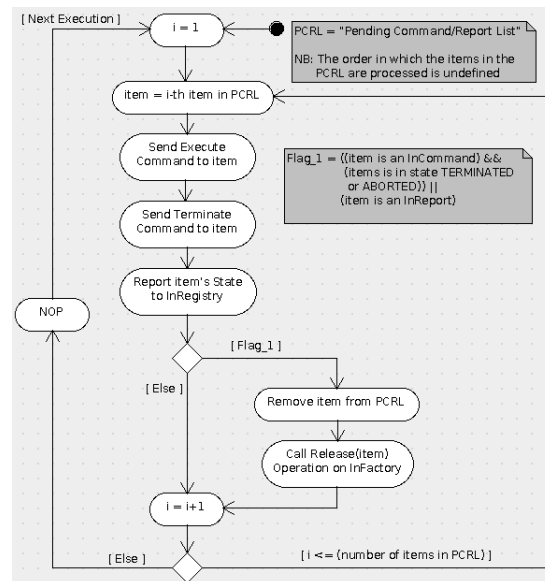 [ Next Execution ]
i = 1
PCRL = "Pending Command/Report List"
NB: The order in which the items in the
PCRL are processed is undefined
item = i-th item in PCRL
Send Execute
Command to item
Flag_1 = ((item is an InCommand) &&
(items is in state TERMINATED
or ABORTED)) ||
(item is an InReport)
Send Terminate
Command to item
Report item's State
to InRegistry
NOP
[ Flag_1 ]
[ Else ]
Remove item from PCRL
Call Release(item)
Operation on InFactory
i = i+1
[ Else ]
[ i <= (number of items in PCRL) ]